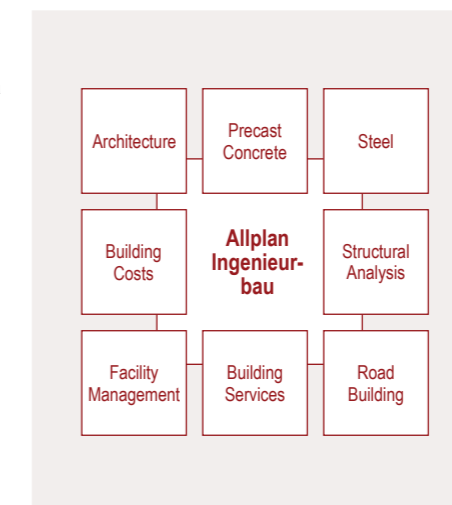 Architecture
Precast
Concrete
Steel
Building
Costs
Allplan
Ingenieur-
bau
Structural
Analysis
Facility
Management
Building
Services
Road
Building